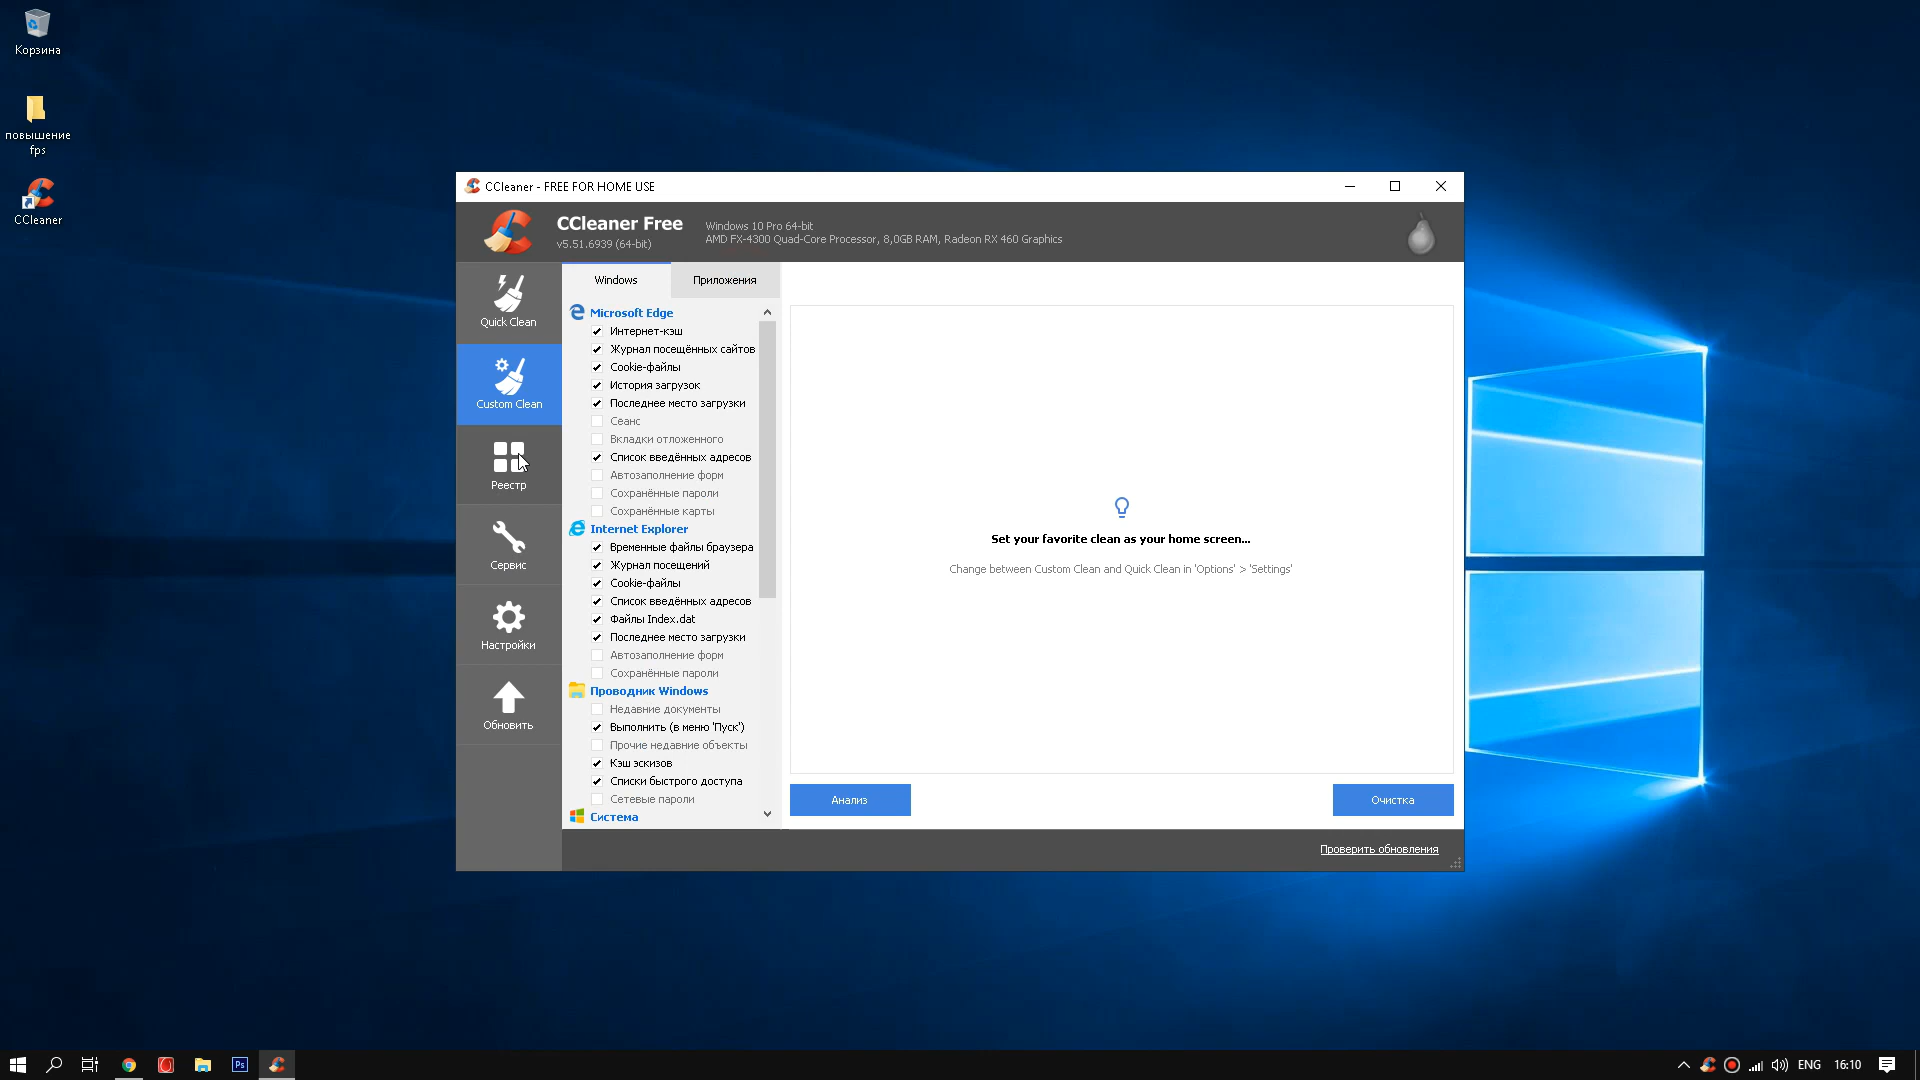 Корзина
повышение
fps
CCleaner
CCleaner - FREE FOR HOME USE
CCleaner Free
v5.51.6939 (64-bit)
Windows 10 Pro 64-bit
AMD FX-4300 Quad-Core Processor, 8,0GB RAM, Radeon RX 460 Graphics
Quick Clean
Custom Clean
Реестр
Сервис
Настройки
Обновить
Windows
Приложения
Microsoft Edge
Интернет-кэш
Журнал посещённых сайтов
Cookie-файлы
История загрузок
Последнее место загрузки
Сеанс
Вкладки отложенного
Список введённых адресов
Автозаполнение форм
Сохранённые пароли
Сохранённые карты
Internet Explorer
Временные файлы браузера
Журнал посещений
Cookie-файлы
Список введённых адресов
Файлы Index.dat
Последнее место загрузки
Автозаполнение форм
Сохранённые пароли
Проводник Windows
Недавние документы
Выполнить (в меню 'Пуск')
Прочие недавние объекты
Кэш эскизов
Списки быстрого доступа
Сетевые пароли
Система
Set your favorite clean as your home screen...
Change between Custom Clean and Quick Clean in 'Options' > 'Settings'
Анализ
Очистка
Проверить обновления
Ps
ENG
16:10